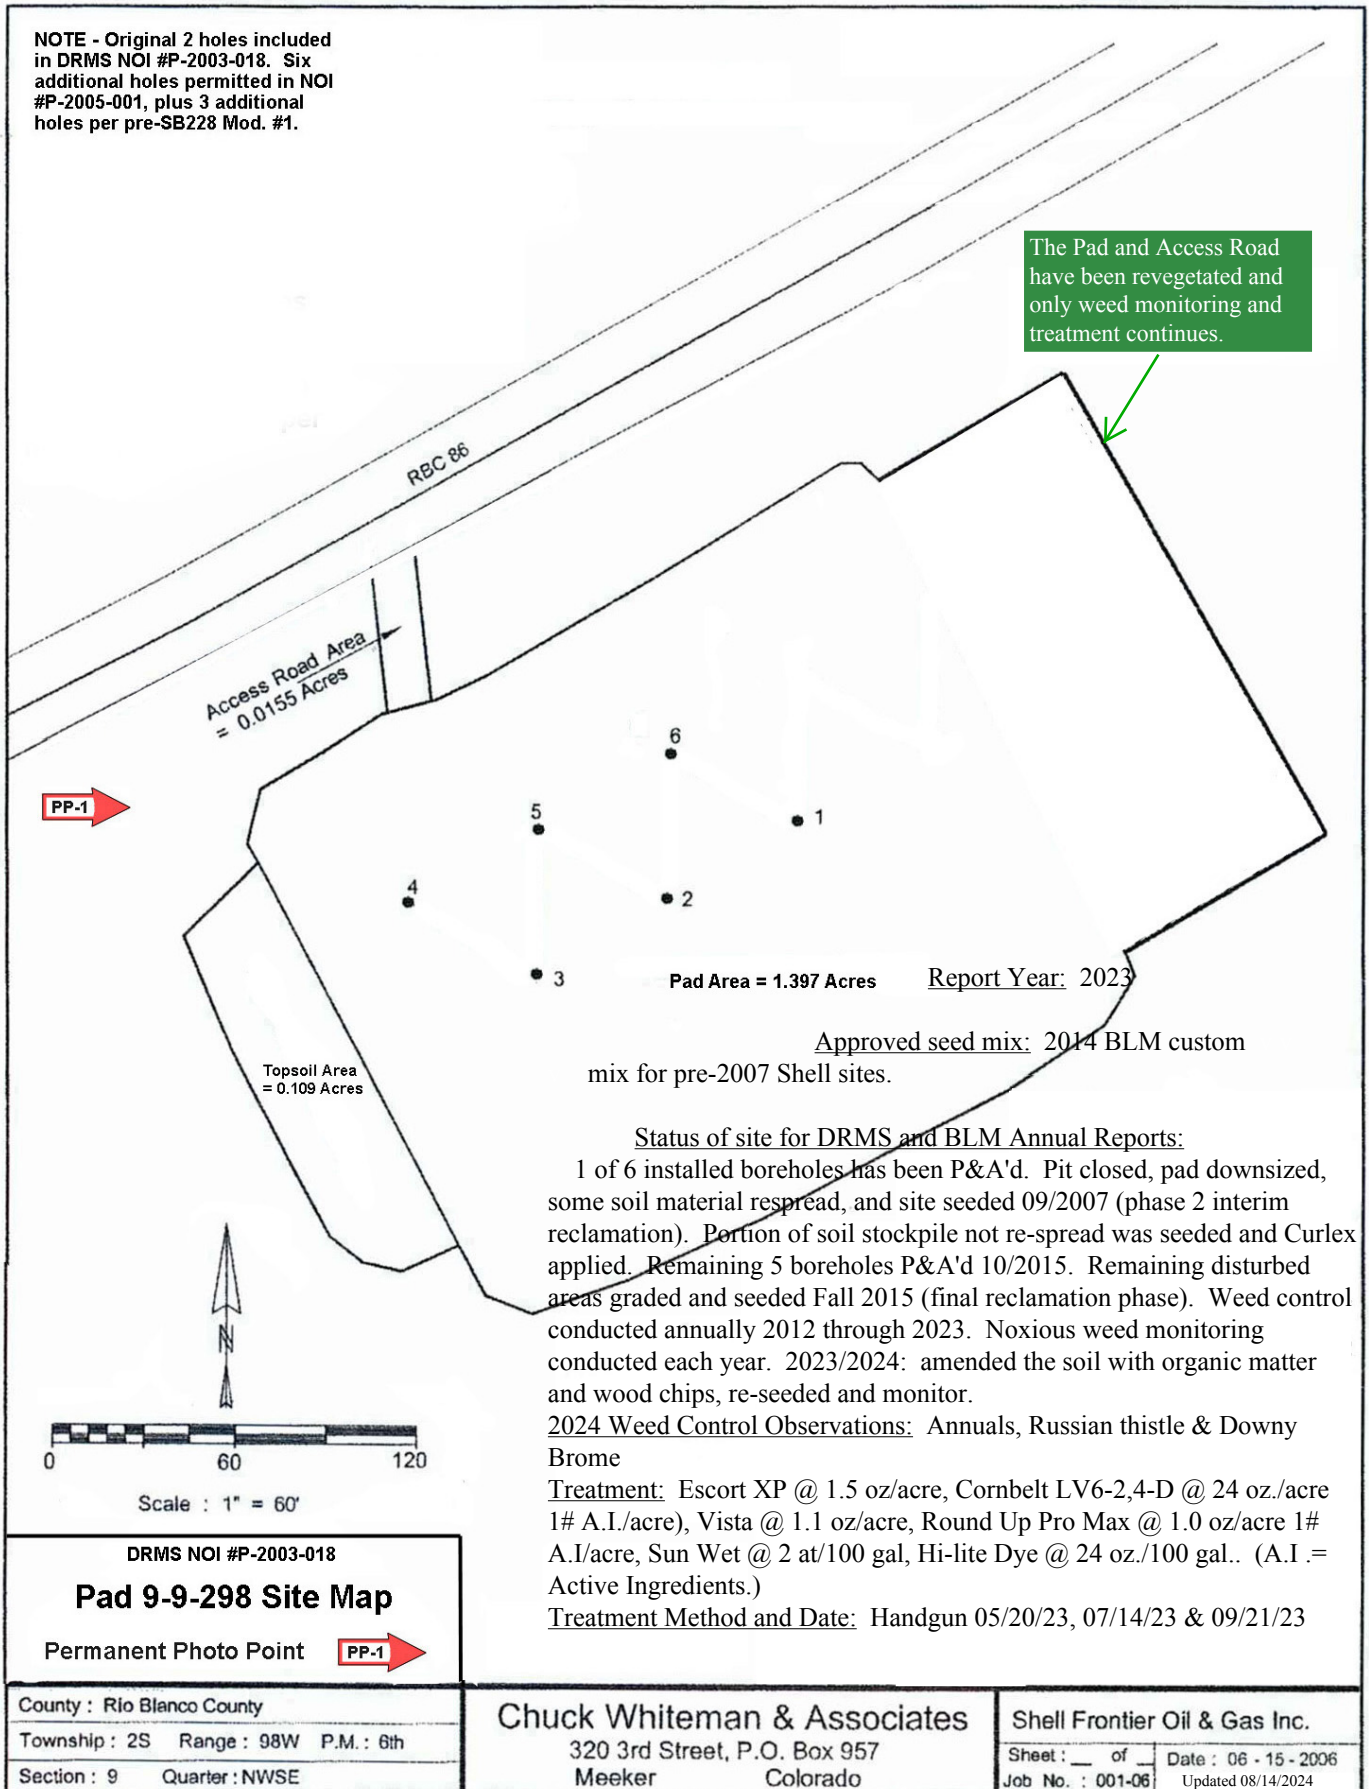 NOTE - Original 2 holes included
in DRMS NOI #P-2003-018. Six
additional holes permitted in NOI
#P-2005-001, plus 3 additional
holes per pre-SB228 Mod. #1.
The Pad and Access Road
have been revegetated and
only weed monitoring and
treatment continues.
RBC 86
Access Road Area
= 0.0155 Acres
PP-1
6
5
1
4
2
3
Pad Area = 1.397 Acres
Report Year: 2023
Approved seed mix: 2014 BLM custom
mix for pre-2007 Shell sites.
Topsoil Area
= 0.109 Acres
Status of site for DRMS and BLM Annual Reports:
1 of 6 installed boreholes has been P&A'd. Pit closed, pad downsized,
some soil material respread, and site seeded 09/2007 (phase 2 interim
reclamation). Portion of soil stockpile not re-spread was seeded and Curlex
applied. Remaining 5 boreholes P&A'd 10/2015. Remaining disturbed
areas graded and seeded Fall 2015 (final reclamation phase). Weed control
conducted annually 2012 through 2023. Noxious weed monitoring
conducted each year. 2023/2024: amended the soil with organic matter
and wood chips, re-seeded and monitor.
2024 Weed Control Observations: Annuals, Russian thistle & Downy
Brome
Treatment: Escort XP @ 1.5 oz/acre, Cornbelt LV6-2,4-D @ 24 oz./acre
1# A.I./acre), Vista @ 1.1 oz/acre, Round Up Pro Max @ 1.0 oz/acre 1#
A.I/acre, Sun Wet @ 2 at/100 gal, Hi-lite Dye @ 24 oz./100 gal.. (A.I .=
Active Ingredients.)
Treatment Method and Date: Handgun 05/20/23, 07/14/23 & 09/21/23
N
0 60 120
Scale : 1" = 60'
DRMS NOI #P-2003-018
Pad 9-9-298 Site Map
Permanent Photo Point PP-1
County : Rio Blanco County
Township : 2S Range : 98W P.M. : 6th
Section : 9 Quarter : NWSE
Chuck Whiteman & Associates
320 3rd Street, P.O. Box 957
Meeker Colorado
Shell Frontier Oil & Gas Inc.
Sheet : __ of __ Date : 06 - 15 - 2006
Job No. : 001-06 Updated 08/14/2024